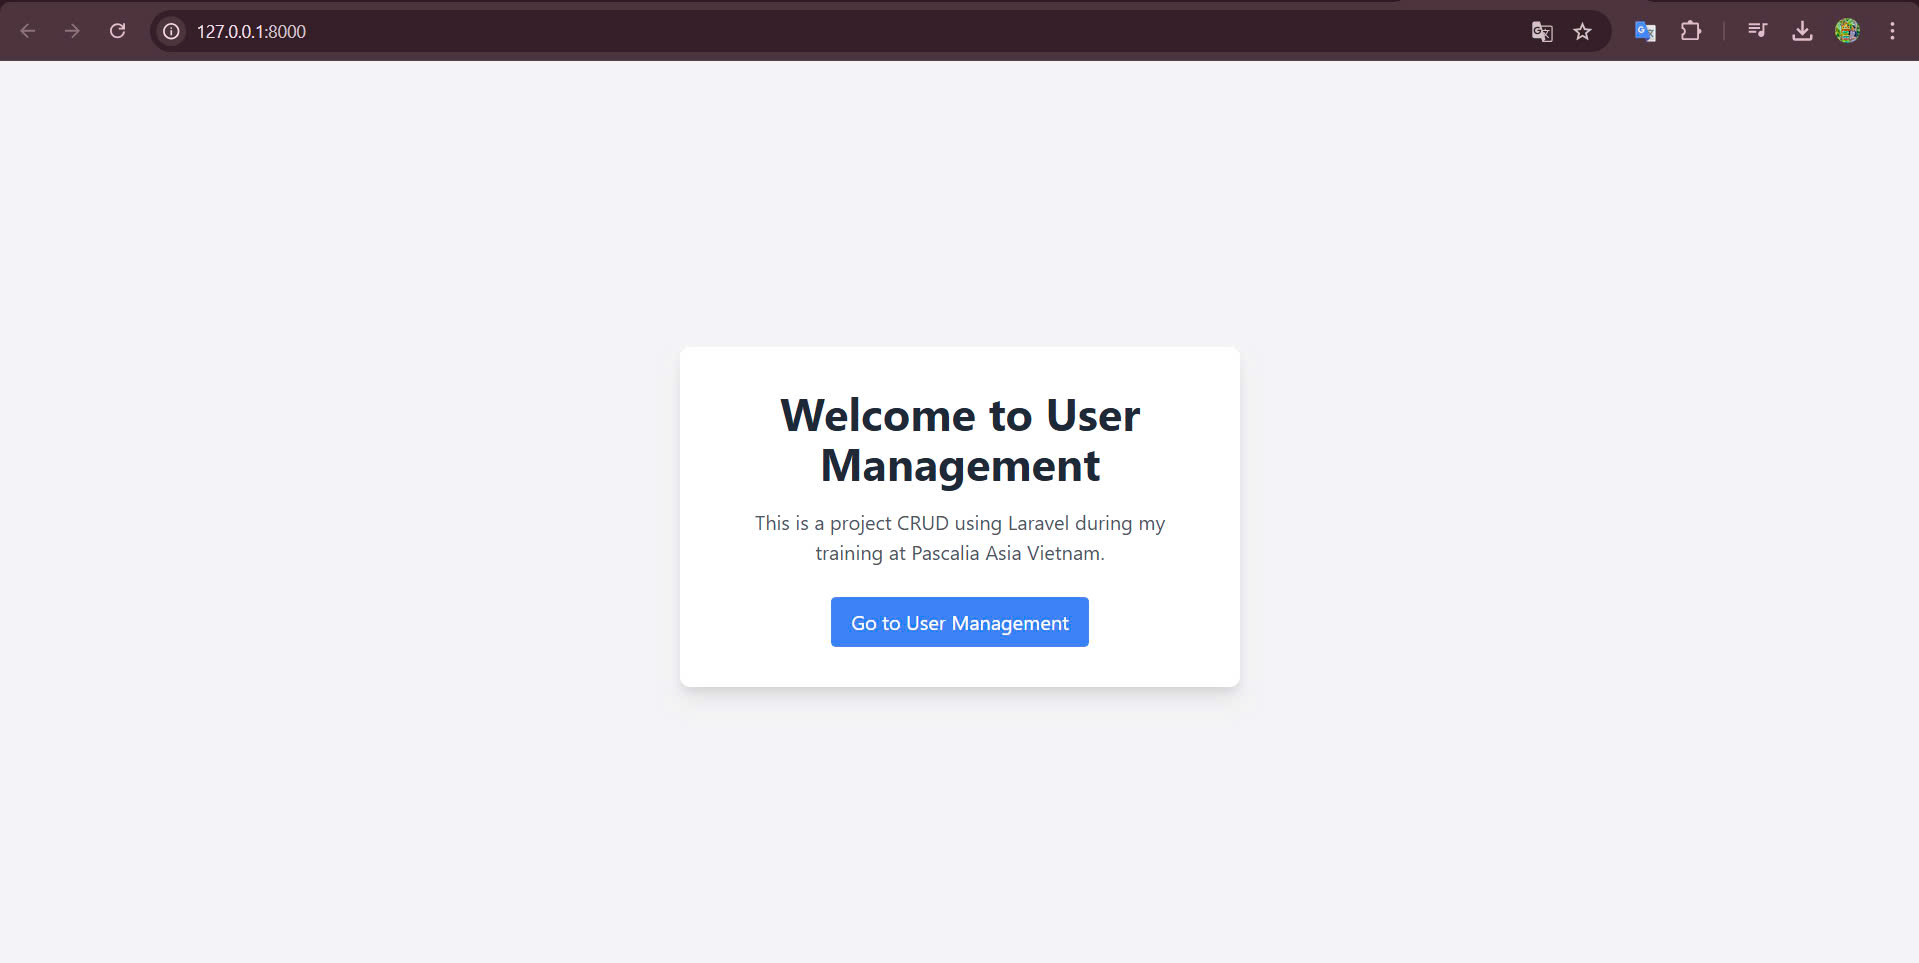 127.0.0.1:8000
Welcome to User
Management
This is a project CRUD using Laravel during my
training at Pascalia Asia Vietnam.
Go to User Management